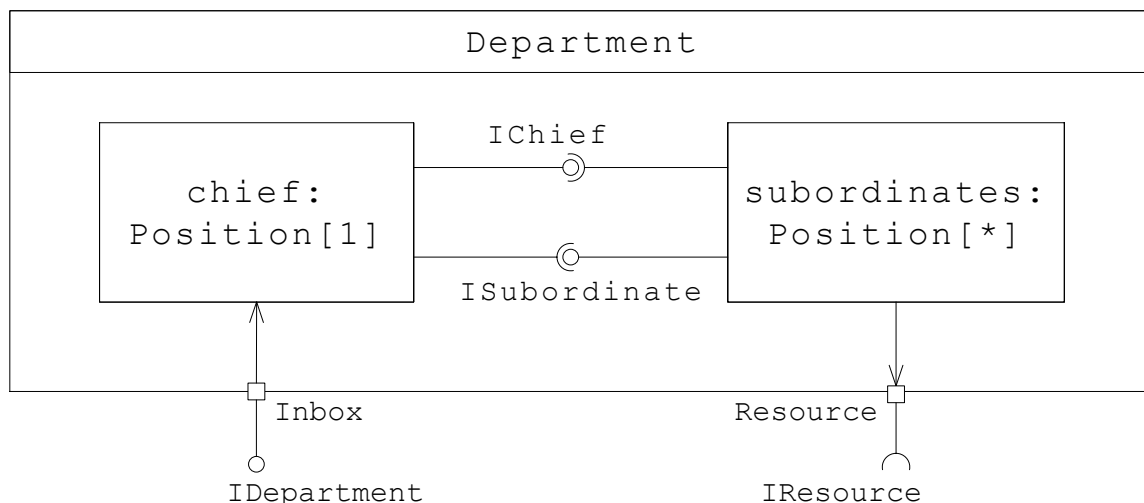 Department
IChief
chief:
Position[1]
subordinates:
Position[*]
ISubordinate
Inbox
Resource
IDepartment
IResource